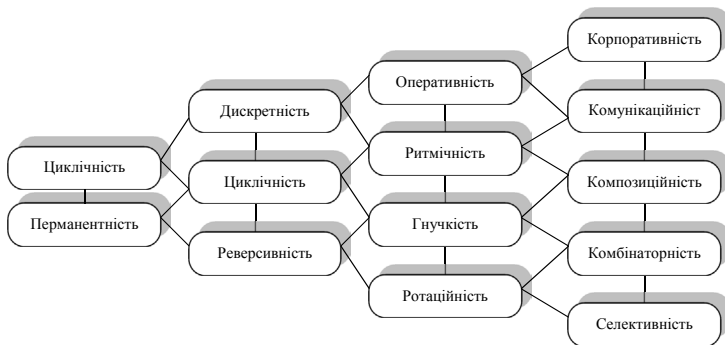 Циклічність
Перманентність
Дискретність
Циклічність
Реверсивність
Оперативність
Ритмічність
Гнучкість
Ротаційність
Корпоративність
Комунікаційніст
Композиційність
Комбінаторність
Селективність